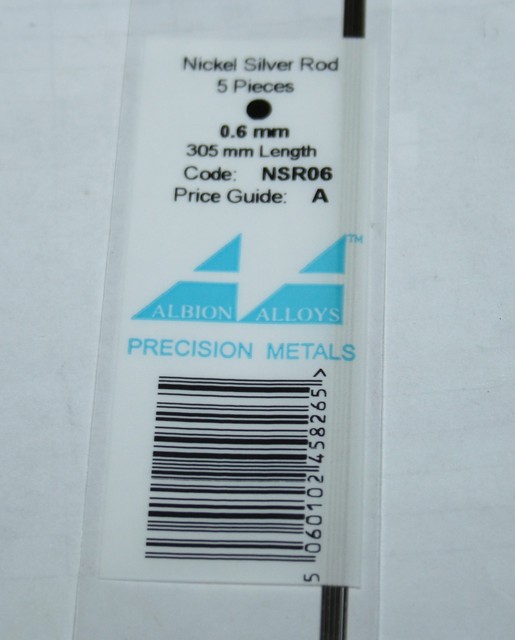 Nickel Silver Rod
5 Pieces
0.6 mm
305 mm Length
Code: NSR06
Price Guide: A
TM
ALBION ALLOYS
PRECISION METALS
5 060102 458265 >